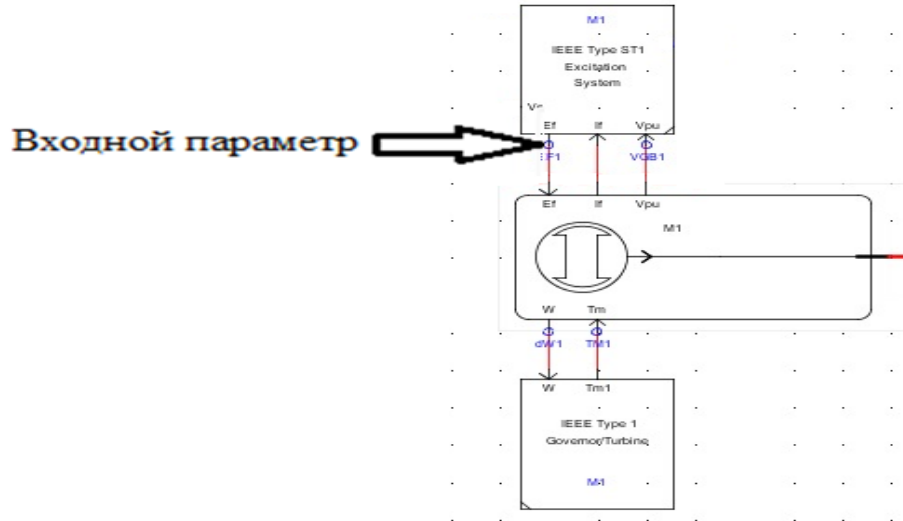 M1
IEEE Type ST1
Excitation
System
Ef If Vpu
Входной параметр
VGB1
Ef If Vpu
M1
W Tm
dW1 TM1
W Tm1
IEEE Type 1
Governor/Turbine
M1